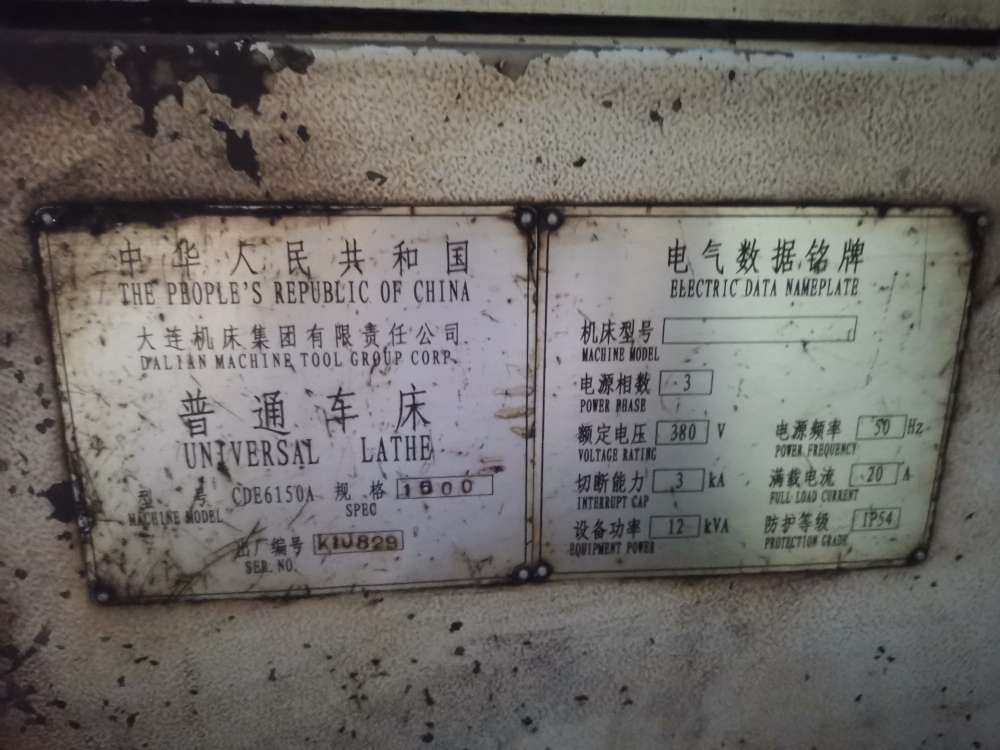 中华人民共和国
THE PEOPLE'S REPUBLIC OF CHINA
大连机床集团有限责任公司
DALIAN MACHINE TOOL GROUP CORP.
普通车床
UNIVERSAL LATHE
型号 CDE6150A 规格 1500
MACHINE MODEL SPEC
出厂编号 K1J829
SER.NO.
电气数据铭牌
ELECTRIC DATA NAMEPLATE
机床型号
MACHINE MODEL
电源相数 3
POWER PHASE
额定电压 380 V 电源频率 50 Hz
VOLTAGE RATING POWER FREQUENCY
切断能力 3 kA 满载电流 20 A
INTERRUPT CAP FULL LOAD CURRENT
设备功率 12 kVA 防护等级 IP54
EQUIPMENT POWER PROTECTION GRADE